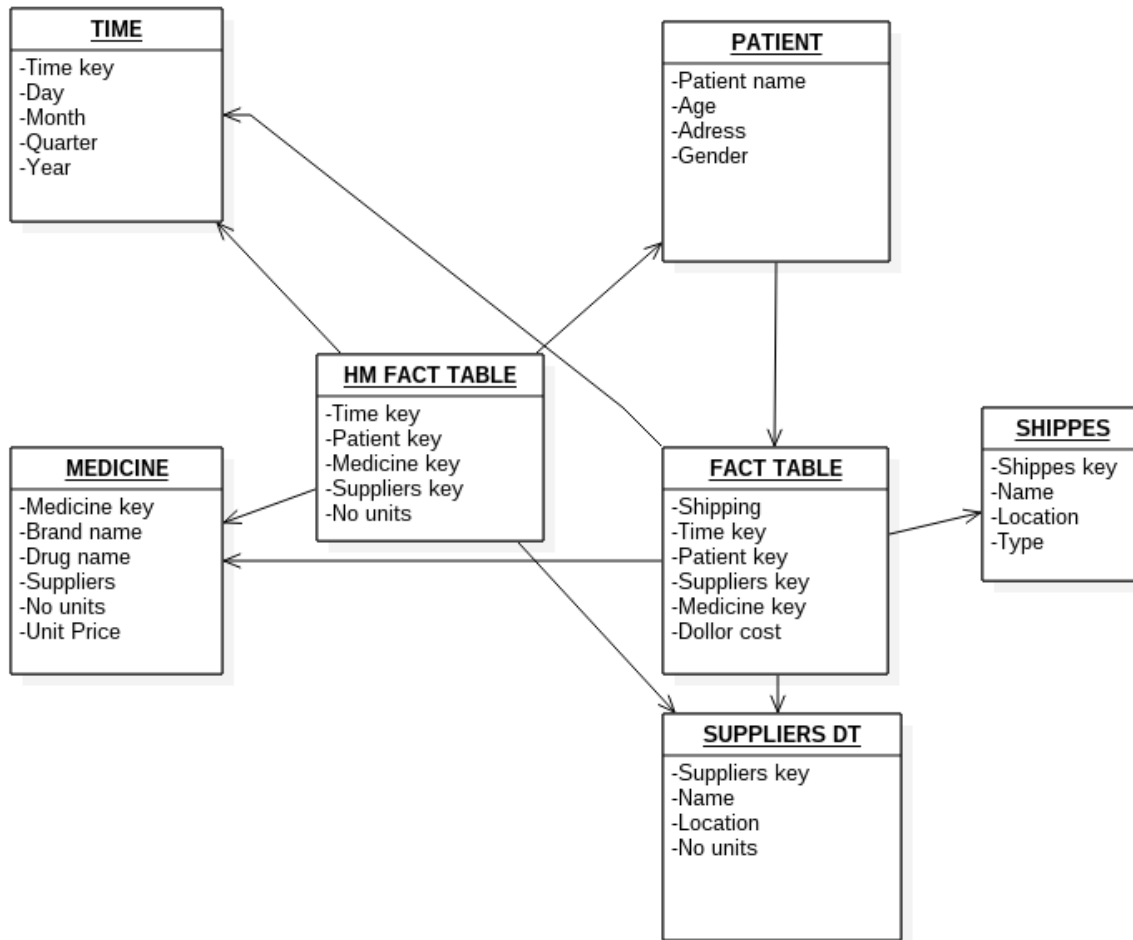 TIME
-Time key
-Day
-Month
-Quarter
-Year
PATIENT
-Patient name
-Age
-Adress
-Gender
HM FACT TABLE
-Time key
-Patient key
-Medicine key
-Suppliers key
-No units
MEDICINE
-Medicine key
-Brand name
-Drug name
-Suppliers
-No units
-Unit Price
FACT TABLE
-Shipping
-Time key
-Patient key
-Suppliers key
-Medicine key
-Dollor cost
SHIPPES
-Shippes key
-Name
-Location
-Type
SUPPLIERS DT
-Suppliers key
-Name
-Location
-No units